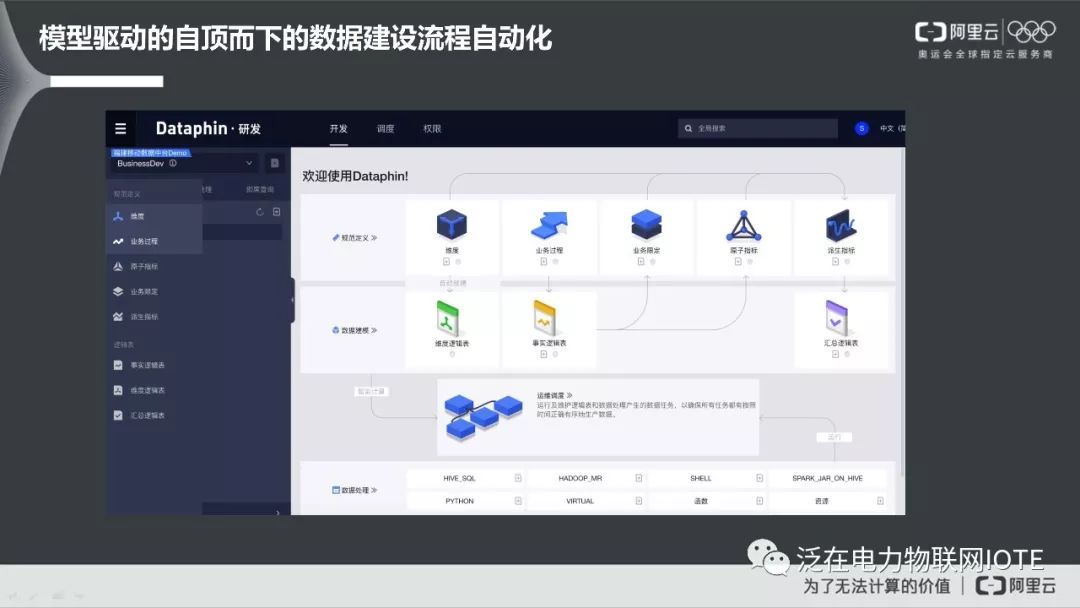 模型驱动的自顶而下的数据建设流程自动化
阿里云
奥运会全球指定云服务商
Dataphin·研发
开发
调度
权限
全局搜索
S
中文
福建移动数据中台Demo
BusinessDev
欢迎使用Dataphin!
规范定义
即席查询
维度
业务过程
原子指标
业务限定
派生指标
逻辑表
事实逻辑表
维度逻辑表
汇总逻辑表
规范定义
维度
业务过程
业务限定
原子指标
派生指标
自动创建
数据建模
维度逻辑表
事实逻辑表
汇总逻辑表
智能计算
运维调度
运行及维护逻辑表和数据处理产生的数据任务，以确保所有任务都有按照
时间正确有序地生产数据。
运行
数据处理
HIVE_SQL
HADOOP_MR
SHELL
SPARK_JAR_ON_HIVE
PYTHON
VIRTUAL
函数
资源
泛在电力物联网IOTE
为了无法计算的价值
阿里云